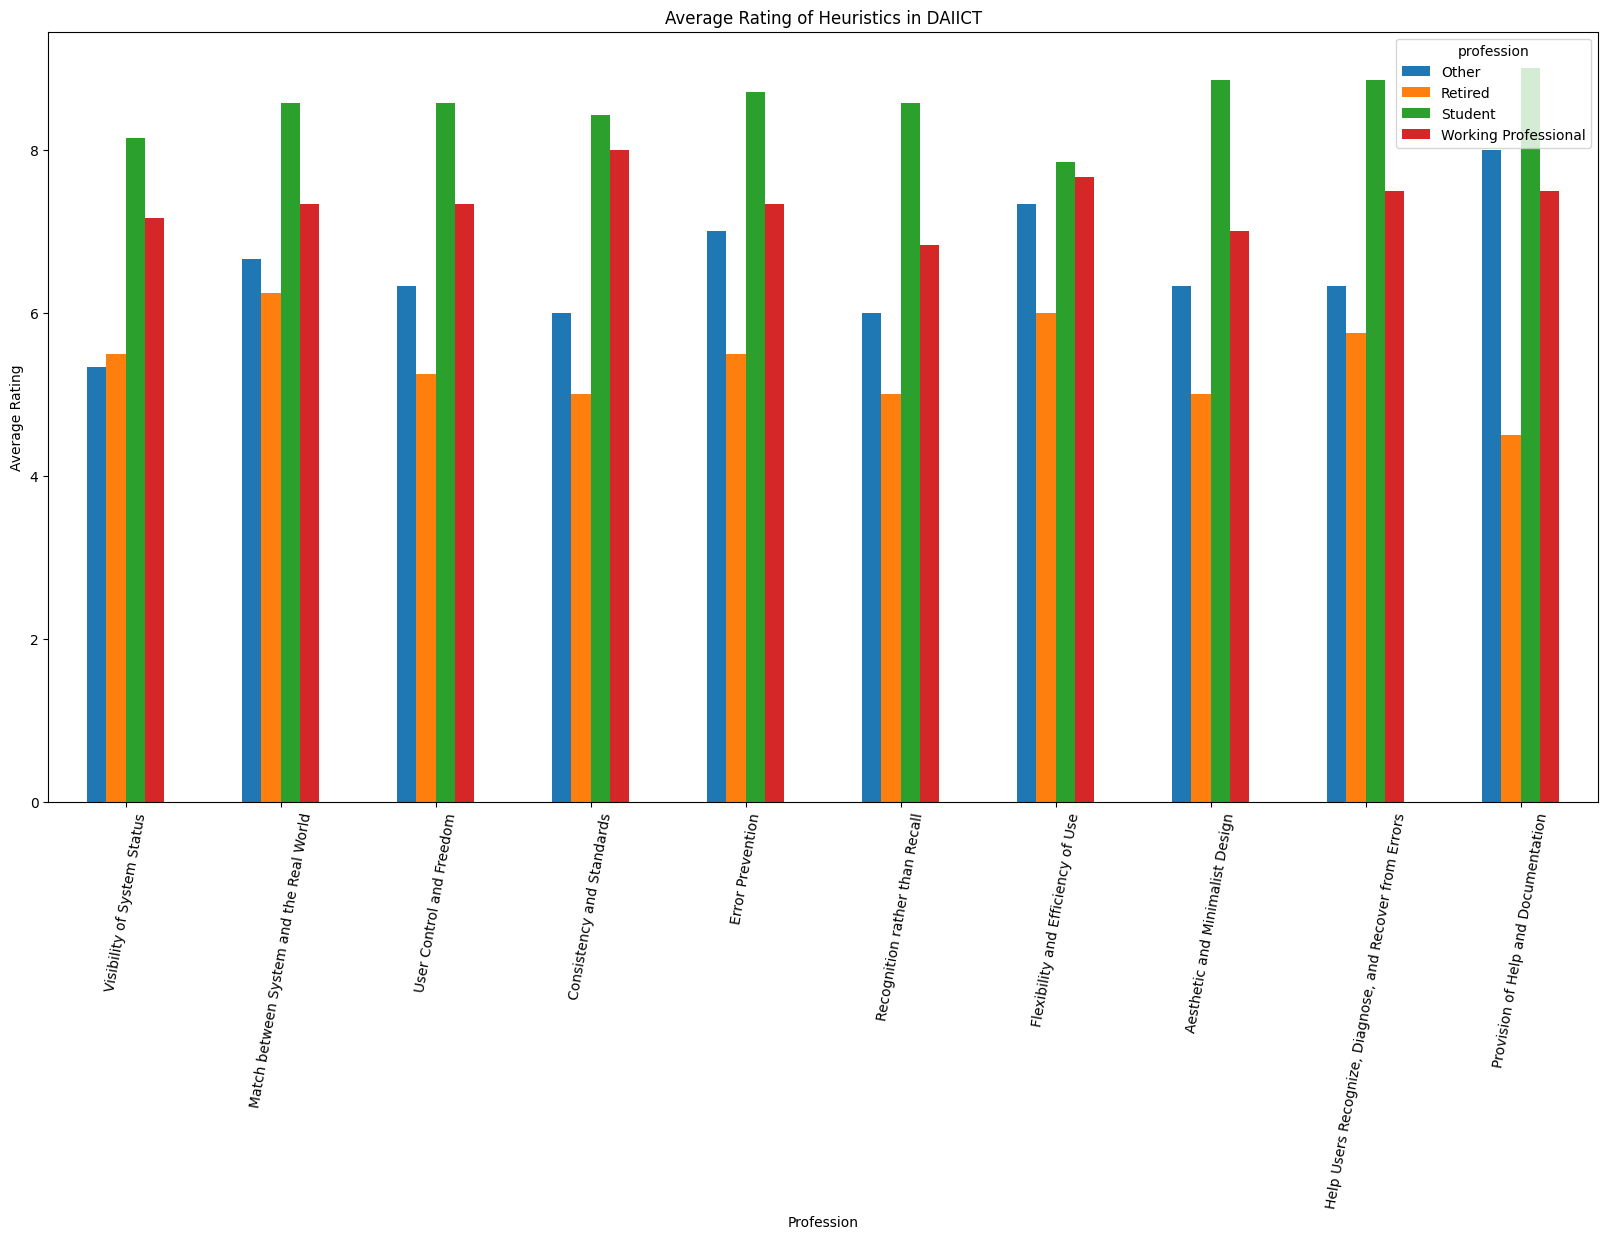 Average Rating of Heuristics in DAIICT
profession
Other
Retired
Student
Working Professional
Average Rating
8
6
4
2
0
Visibility of System Status
Match between System and the Real World
User Control and Freedom
Consistency and Standards
Error Prevention
Recognition rather than Recall
Flexibility and Efficiency of Use
Aesthetic and Minimalist Design
Help Users Recognize, Diagnose, and Recover from Errors
Provision of Help and Documentation
Profession